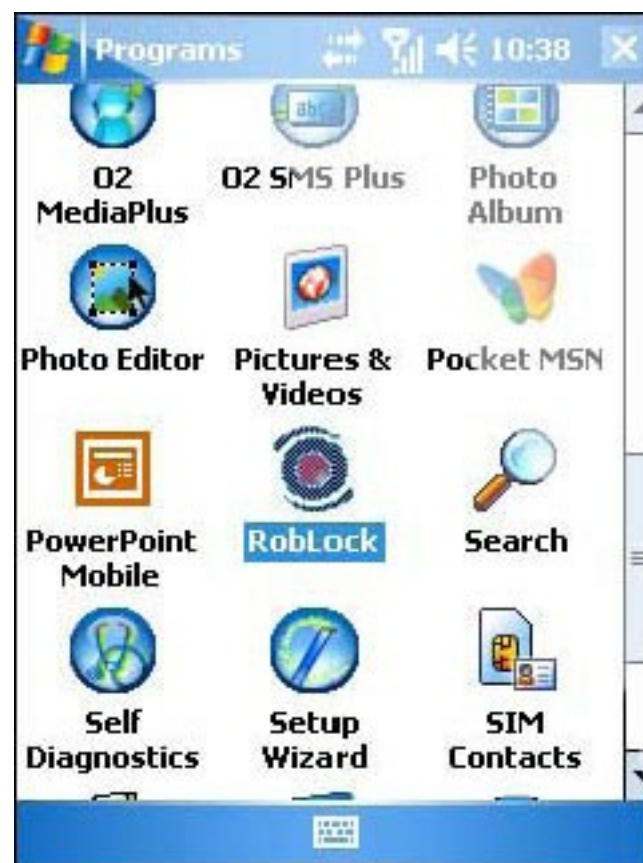 Programs 10:38
O2 MediaPlus
O2 SMS Plus
Photo Album
Photo Editor
Pictures & Videos
Pocket MSN
PowerPoint Mobile
RobLock
Search
Self Diagnostics
Setup Wizard
SIM Contacts